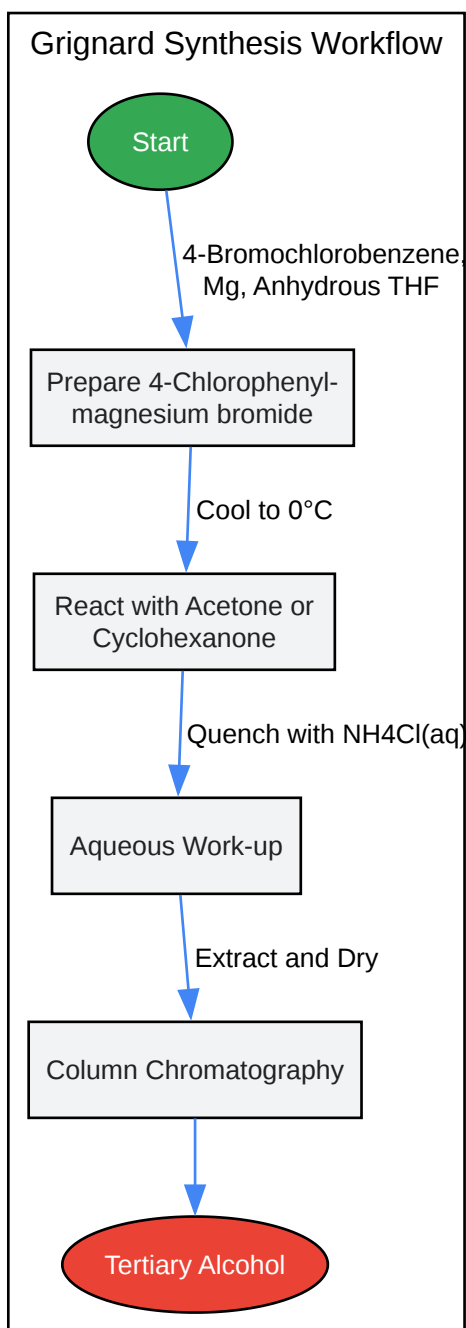 Grignard Synthesis Workflow
Start
4-Bromochlorobenzene,
Mg, Anhydrous THF
Prepare 4-Chlorophenyl-
magnesium bromide
Cool to 0°C
React with Acetone or
Cyclohexanone
Quench with NH4Cl(aq)
Aqueous Work-up
Extract and Dry
Column Chromatography
Tertiary Alcohol